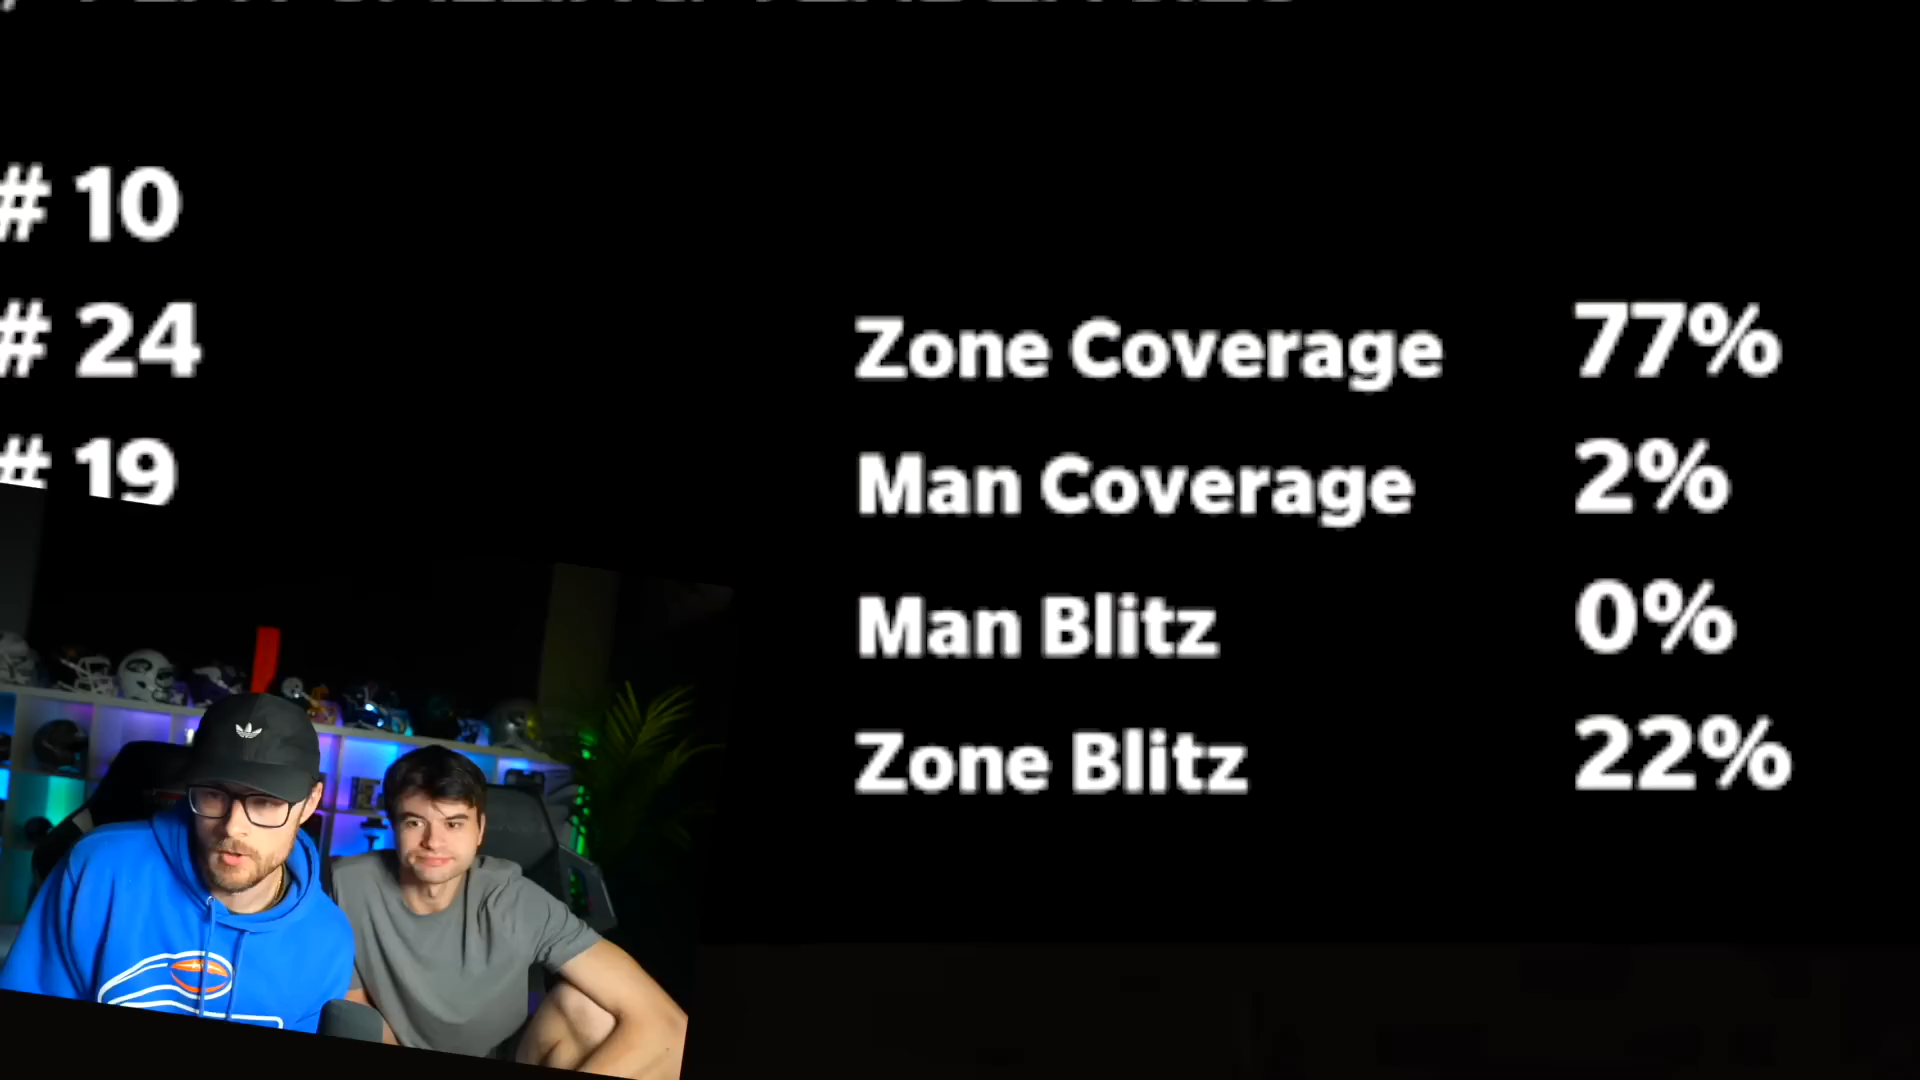 # 10
# 24
# 19
Zone Coverage 77%
Man Coverage 2%
Man Blitz 0%
Zone Blitz 22%